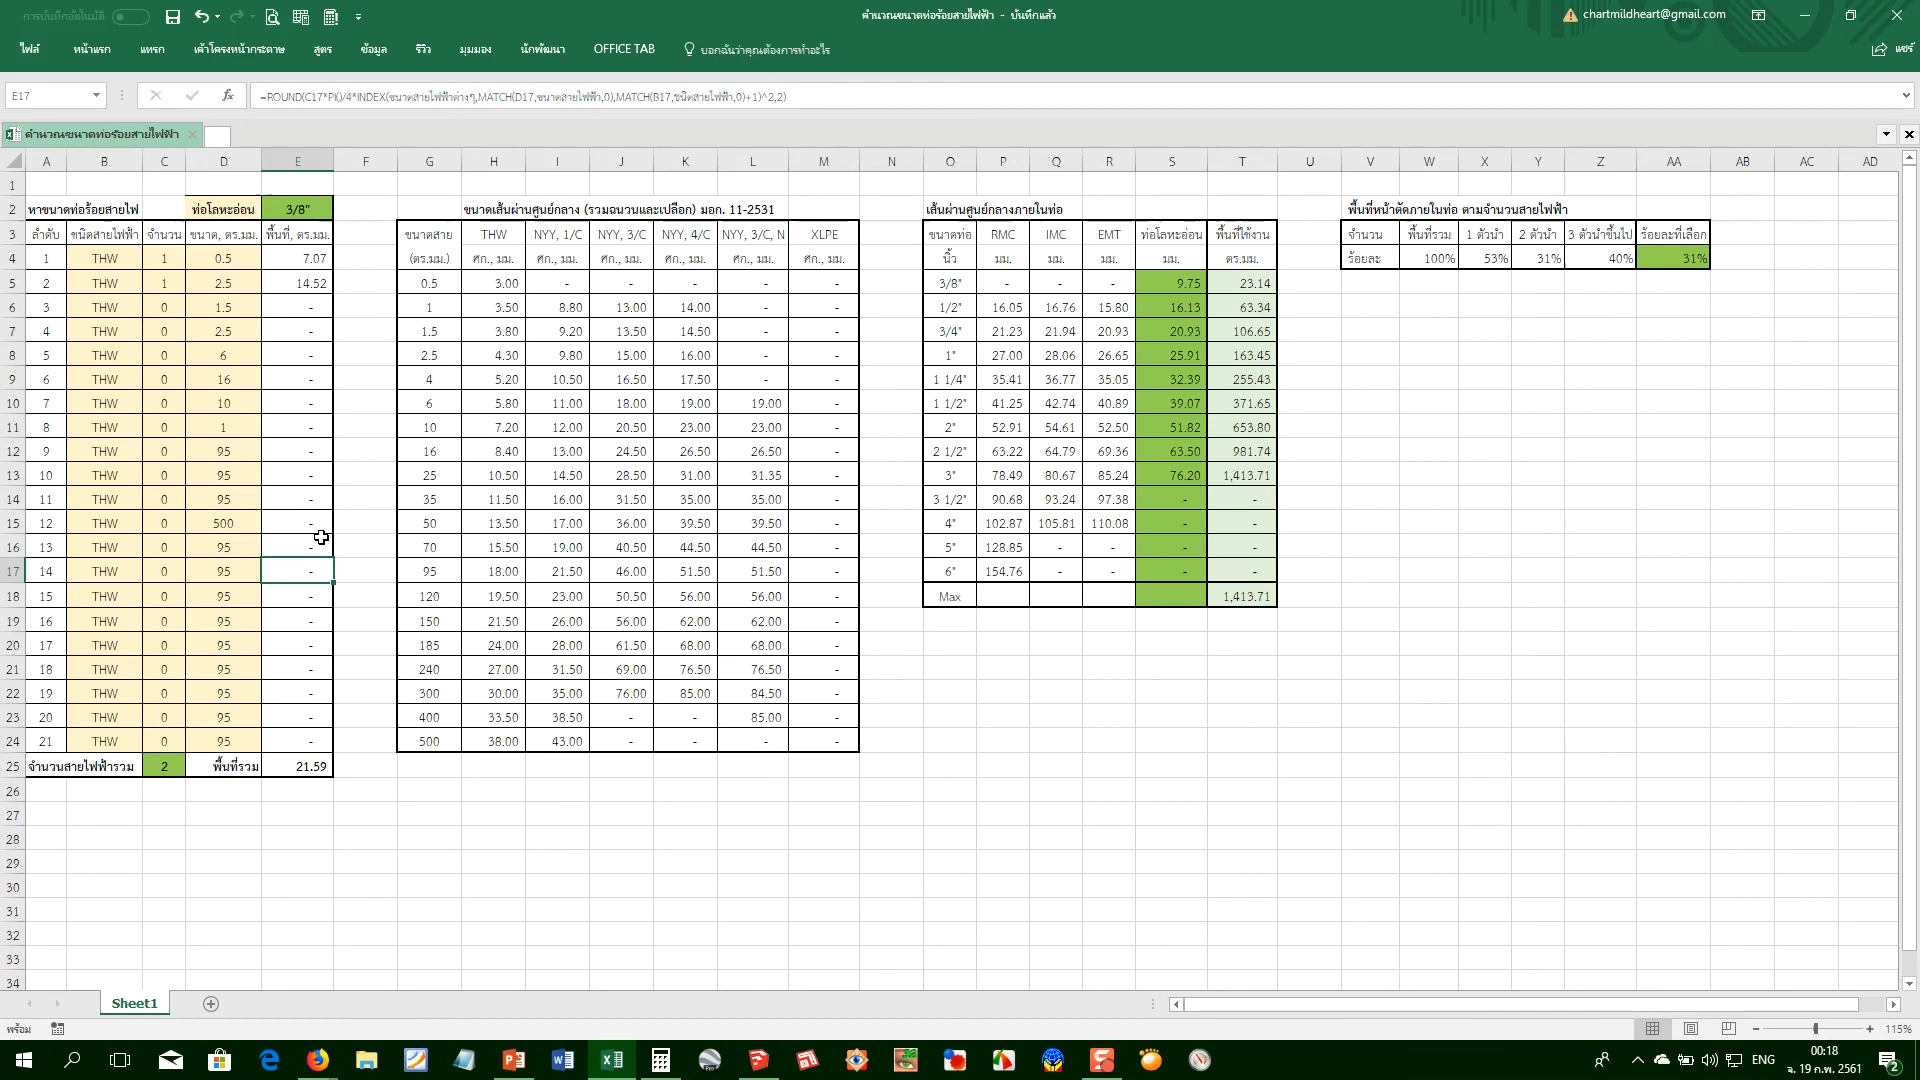 การบันทึกอัตโนมัติ
คำนวณขนาดท่อร้อยสายไฟฟ้า - บันทึกแล้ว
chartmildheart@gmail.com
ไฟล์ หน้าแรก แทรก เค้าโครงหน้ากระดาษ สูตร ข้อมูล รีวิว มุมมอง นักพัฒนา OFFICE TAB บอกฉันว่าคุณต้องการทำอะไร แชร์
E17 fx =ROUND(C17*PI()/4*INDEX(ขนาดสายไฟฟ้าต่างๆ,MATCH(D17,ขนาดสายไฟฟ้า,0),MATCH(B17,ชนิดสายไฟฟ้า,0)+1)^2,2)
คำนวณขนาดท่อร้อยสายไฟฟ้า
A B C D E F G H I J K L M N O P Q R S T U V W X Y Z AA AB AC AD
1
2 หาขนาดท่อร้อยสายไฟ ท่อโลหะอ่อน 3/8" ขนาดเส้นผ่านศูนย์กลาง (รวมฉนวนและเปลือก) มอก. 11-2531 เส้นผ่านศูนย์กลางภายในท่อ พื้นที่หน้าตัดภายในท่อ ตามจำนวนสายไฟฟ้า
3 ลำดับ ชนิดสายไฟฟ้า จำนวน ขนาด, ตร.มม. พื้นที่, ตร.มม. ขนาดสาย THW NYY, 1/C NYY, 3/C NYY, 4/C NYY, 3/C, N XLPE ขนาดท่อ RMC IMC EMT ท่อโลหะอ่อน พื้นที่ใช้งาน จำนวน พื้นที่รวม 1 ตัวนำ 2 ตัวนำ 3 ตัวนำขึ้นไป ร้อยละที่เลือก
4 1 THW 1 0.5 7.07 (ตร.มม.) ศก., มม. ศก., มม. ศก., มม. ศก., มม. ศก., มม. ศก., มม. นิ้ว มม. มม. มม. มม. ตร.มม. ร้อยละ 100% 53% 31% 40% 31%
5 2 THW 1 2.5 14.52 0.5 3.00 - - - - - 3/8" - - - 9.75 23.14
6 3 THW 0 1.5 - 1 3.50 8.80 13.00 14.00 - - 1/2" 16.05 16.76 15.80 16.13 63.34
7 4 THW 0 2.5 - 1.5 3.80 9.20 13.50 14.50 - - 3/4" 21.23 21.94 20.93 20.93 106.65
8 5 THW 0 6 - 2.5 4.30 9.80 15.00 16.00 - - 1" 27.00 28.06 26.65 25.91 163.45
9 6 THW 0 16 - 4 5.20 10.50 16.50 17.50 - - 1 1/4" 35.41 36.77 35.05 32.39 255.43
10 7 THW 0 10 - 6 5.80 11.00 18.00 19.00 19.00 - 1 1/2" 41.25 42.74 40.89 39.07 371.65
11 8 THW 0 1 - 10 7.20 12.00 20.50 23.00 23.00 - 2" 52.91 54.61 52.50 51.82 653.80
12 9 THW 0 95 - 16 8.40 13.00 24.50 26.50 26.50 - 2 1/2" 63.22 64.79 69.36 63.50 981.74
13 10 THW 0 95 - 25 10.50 14.50 28.50 31.00 31.35 - 3" 78.49 80.67 85.24 76.20 1,413.71
14 11 THW 0 95 - 35 11.50 16.00 31.50 35.00 35.00 - 3 1/2" 90.68 93.24 97.38 - -
15 12 THW 0 500 - 50 13.50 17.00 36.00 39.50 39.50 - 4" 102.87 105.81 110.08 - -
16 13 THW 0 95 - 70 15.50 19.00 40.50 44.50 44.50 - 5" 128.85 - - - -
17 14 THW 0 95 - 95 18.00 21.50 46.00 51.50 51.50 - 6" 154.76 - - - -
18 15 THW 0 95 - 120 19.50 23.00 50.50 56.00 56.00 - Max 1,413.71
19 16 THW 0 95 - 150 21.50 26.00 56.00 62.00 62.00 -
20 17 THW 0 95 - 185 24.00 28.00 61.50 68.00 68.00 -
21 18 THW 0 95 - 240 27.00 31.50 69.00 76.50 76.50 -
22 19 THW 0 95 - 300 30.00 35.00 76.00 85.00 84.50 -
23 20 THW 0 95 - 400 33.50 38.50 - - 85.00 -
24 21 THW 0 95 - 500 38.00 43.00 - - - -
25 จำนวนสายไฟฟ้ารวม 2 พื้นที่รวม 21.59
26
27
28
29
30
31
32
33
34
Sheet1
พร้อม 115%
ENG 00:18
จ. 19 ก.พ. 2561 2